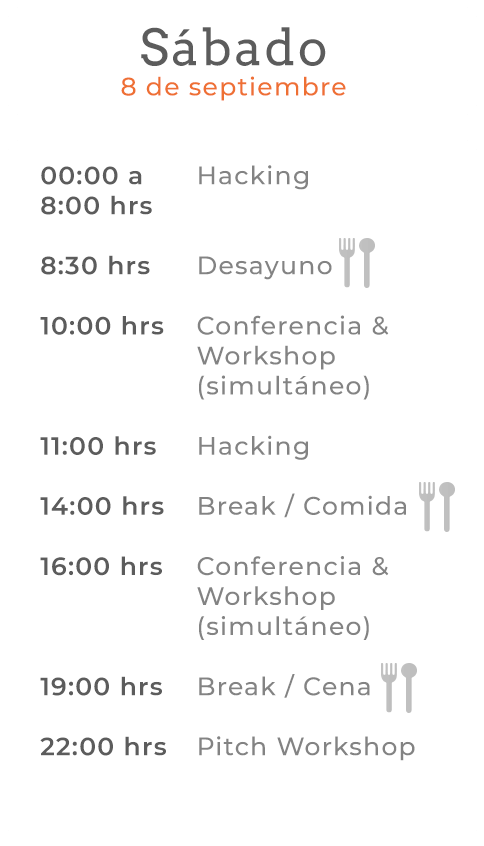 Sábado
8 de septiembre
00:00 a Hacking
8:00 hrs
8:30 hrs Desayuno
10:00 hrs Conferencia &
Workshop
(simultáneo)
11:00 hrs Hacking
14:00 hrs Break / Comida
16:00 hrs Conferencia &
Workshop
(simultáneo)
19:00 hrs Break / Cena
22:00 hrs Pitch Workshop